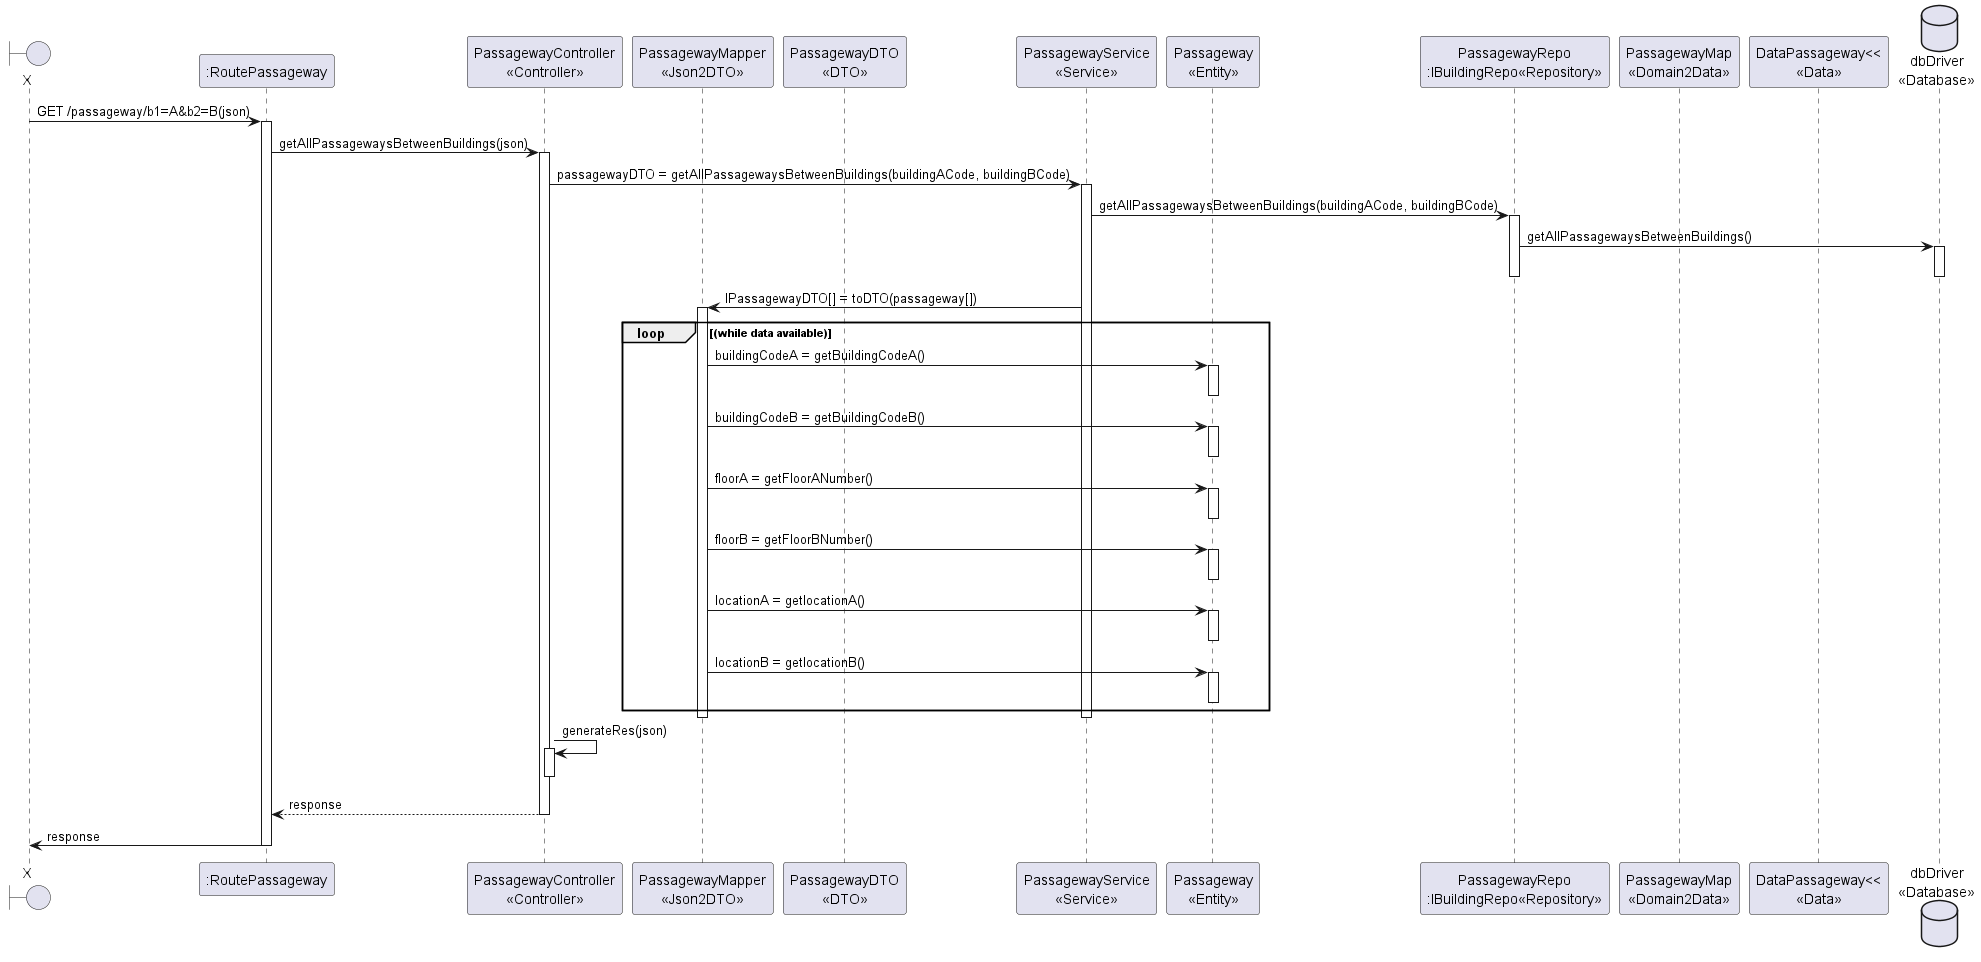 X
:RoutePassageway
PassagewayController
«Controller»
PassagewayMapper
«Json2DTO»
PassagewayDTO
«DTO»
PassagewayService
«Service»
Passageway
«Entity»
PassagewayRepo
:IBuildingRepo«Repository»
PassagewayMap
«Domain2Data»
DataPassageway<<
«Data»
dbDriver
«Database»
GET /passageway/b1=A&b2=B(json)
getAllPassagewaysBetweenBuildings(json)
passagewayDTO = getAllPassagewaysBetweenBuildings(buildingACode, buildingBCode)
getAllPassagewaysBetweenBuildings(buildingACode, buildingBCode)
getAllPassagewaysBetweenBuildings()
IPassagewayDTO[] = toDTO(passageway[])
loop
[(while data available)]
buildingCodeA = getBuildingCodeA()
buildingCodeB = getBuildingCodeB()
floorA = getFloorANumber()
floorB = getFloorBNumber()
locationA = getlocationA()
locationB = getlocationB()
generateRes(json)
response
response
X
:RoutePassageway
PassagewayController
«Controller»
PassagewayMapper
«Json2DTO»
PassagewayDTO
«DTO»
PassagewayService
«Service»
Passageway
«Entity»
PassagewayRepo
:IBuildingRepo«Repository»
PassagewayMap
«Domain2Data»
DataPassageway<<
«Data»
dbDriver
«Database»